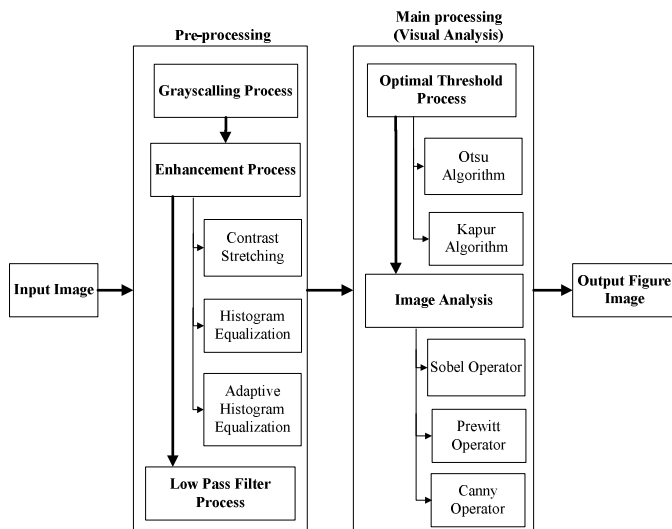 Main processing
(Visual Analysis)
Pre-processing
Grayscalling Process
Enhancement Process
Contrast
Stretching
Histogram
Equalization
Adaptive
Histogram
Equalization
Low Pass Filter
Process
Input Image
Optimal Threshold
Process
Otsu
Algorithm
Kapur
Algorithm
Image Analysis
Sobel Operator
Prewitt
Operator
Canny
Operator
Output Figure
Image